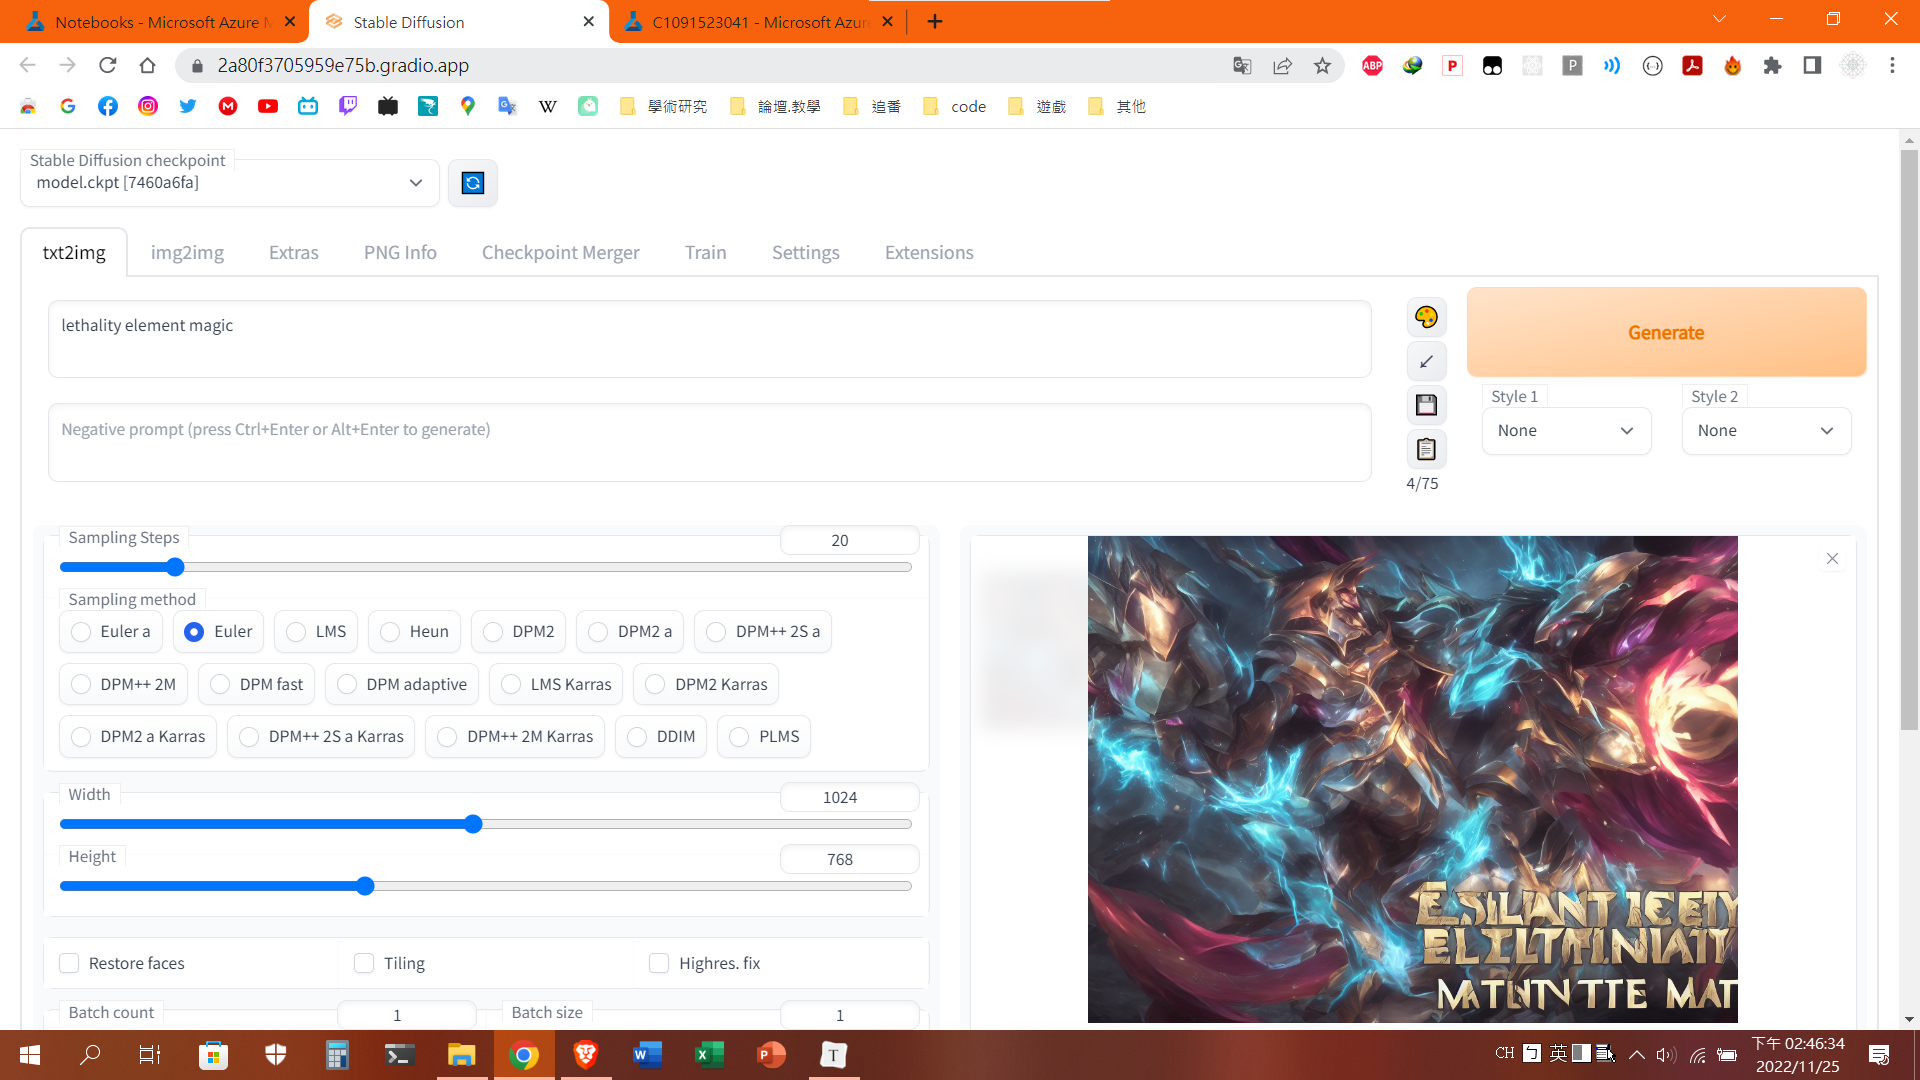 Notebooks - Microsoft Azure M
Stable Diffusion
C1091523041 - Microsoft Azure
2a80f3705959e75b.gradio.app
學術研究
論壇.教學
追番
code
遊戲
其他
Stable Diffusion checkpoint
model.ckpt [7460a6fa]
txt2img
img2img
Extras
PNG Info
Checkpoint Merger
Train
Settings
Extensions
lethality element magic
Generate
Style 1
Style 2
None
None
Negative prompt (press Ctrl+Enter or Alt+Enter to generate)
4/75
Sampling Steps
20
Sampling method
Euler a
Euler
LMS
Heun
DPM2
DPM2 a
DPM++ 2S a
DPM++ 2M
DPM fast
DPM adaptive
LMS Karras
DPM2 Karras
DPM2 a Karras
DPM++ 2S a Karras
DPM++ 2M Karras
DDIM
PLMS
Width
1024
Height
768
Restore faces
Tiling
Highres. fix
Batch count
1
Batch size
1
CH
英
下午 02:46:34
2022/11/25